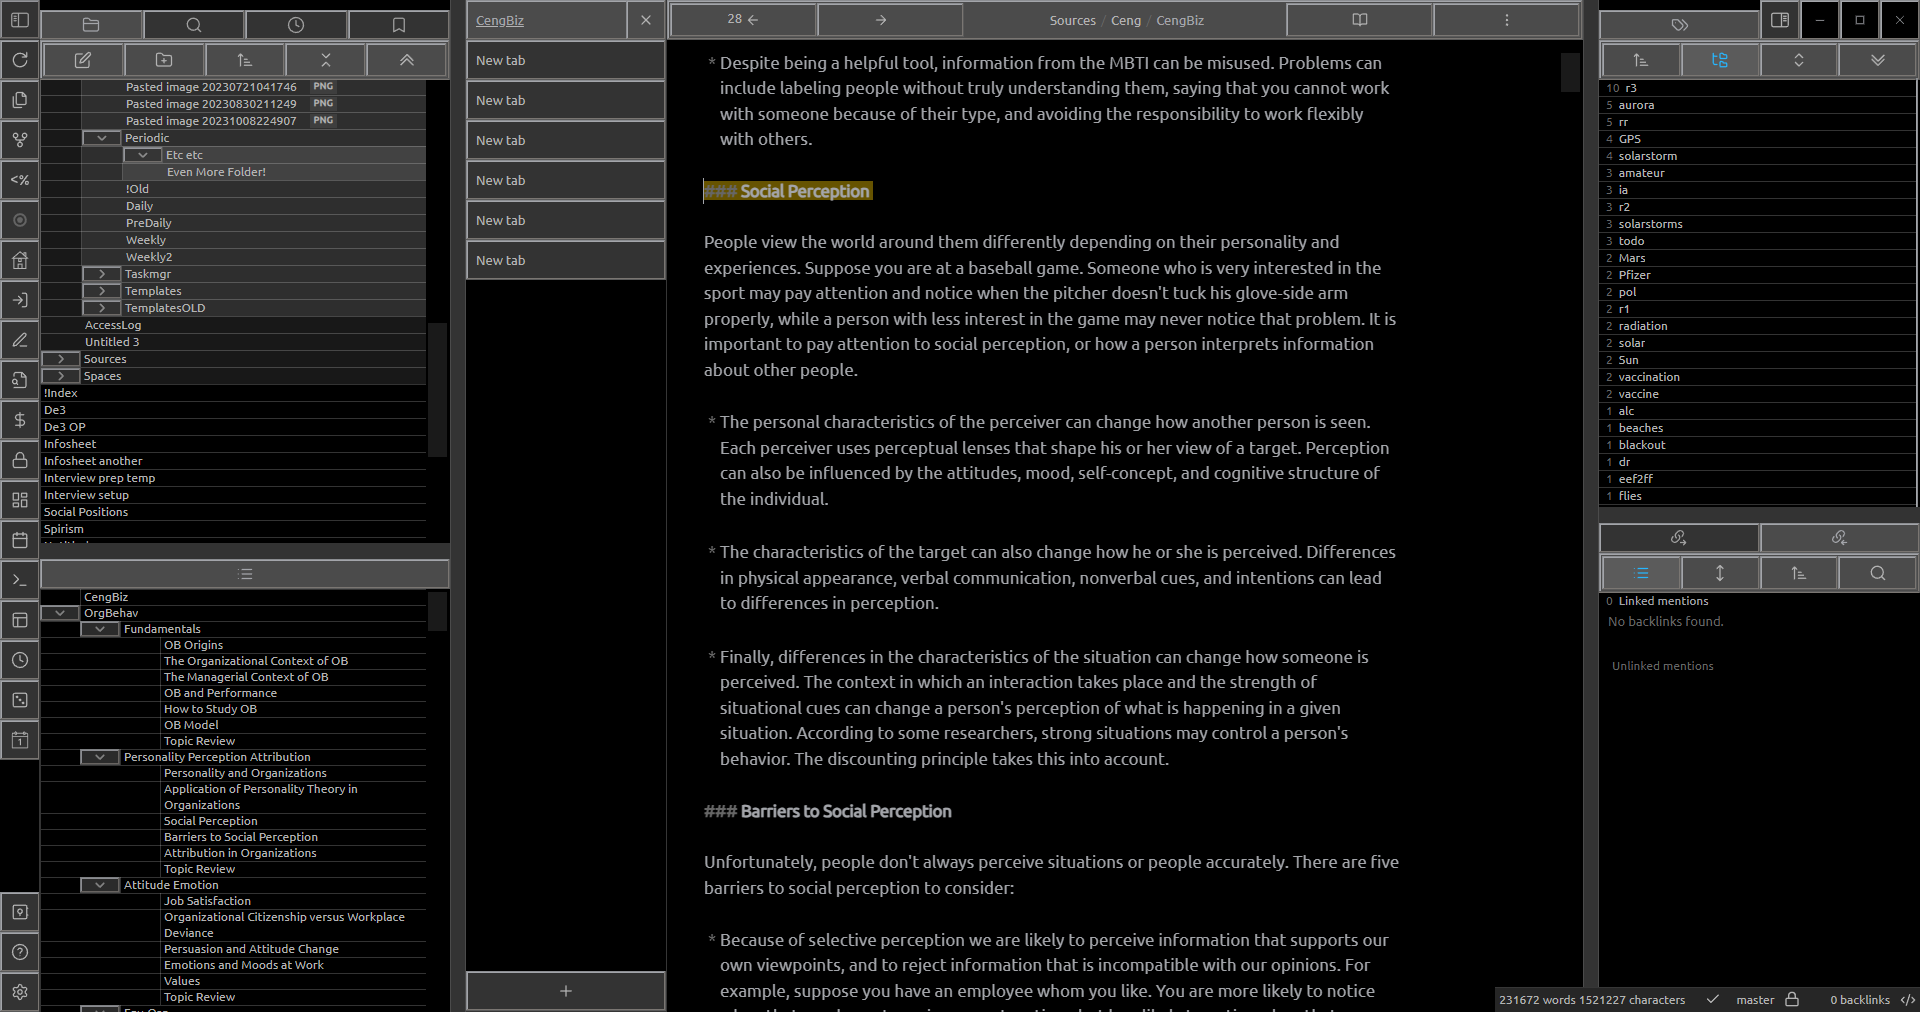 Pasted image 20230721041746 PNG
Pasted image 20230830211249 PNG
Pasted image 20231008224907 PNG
Periodic
Etc etc
Even More Folder!
!Old
Daily
PreDaily
Weekly
Weekly2
Taskmgr
Templates
TemplatesOLD
AccessLog
Untitled 3
Sources
Spaces
!Index
De3
De3 OP
Infosheet
Infosheet another
Interview prep temp
Interview setup
Social Positions
Spirism
<%
1
CengBiz
OrgBehav
Fundamentals
OB Origins
The Organizational Context of OB
The Managerial Context of OB
OB and Performance
How to Study OB
OB Model
Topic Review
Personality Perception Attribution
Personality and Organizations
Application of Personality Theory in
Organizations
Social Perception
Barriers to Social Perception
Attribution in Organizations
Topic Review
Attitude Emotion
Job Satisfaction
Organizational Citizenship versus Workplace
Deviance
Persuasion and Attitude Change
Emotions and Moods at Work
Values
Topic Review
CengBiz
New tab
New tab
New tab
New tab
New tab
New tab
28
Sources / Ceng / CengBiz
* Despite being a helpful tool, information from the MBTI can be misused. Problems can
include labeling people without truly understanding them, saying that you cannot work
with someone because of their type, and avoiding the responsibility to work flexibly
with others.
### Social Perception
People view the world around them differently depending on their personality and
experiences. Suppose you are at a baseball game. Someone who is very interested in the
sport may pay attention and notice when the pitcher doesn't tuck his glove-side arm
properly, while a person with less interest in the game may never notice that problem. It is
important to pay attention to social perception, or how a person interprets information
about other people.
* The personal characteristics of the perceiver can change how another person is seen.
Each perceiver uses perceptual lenses that shape his or her view of a target. Perception
can also be influenced by the attitudes, mood, self-concept, and cognitive structure of
the individual.
* The characteristics of the target can also change how he or she is perceived. Differences
in physical appearance, verbal communication, nonverbal cues, and intentions can lead
to differences in perception.
* Finally, differences in the characteristics of the situation can change how someone is
perceived. The context in which an interaction takes place and the strength of
situational cues can change a person's perception of what is happening in a given
situation. According to some researchers, strong situations may control a person's
behavior. The discounting principle takes this into account.
### Barriers to Social Perception
Unfortunately, people don't always perceive situations or people accurately. There are five
barriers to social perception to consider:
* Because of selective perception we are likely to perceive information that supports our
own viewpoints, and to reject information that is incompatible with our opinions. For
example, suppose you have an employee whom you like. You are more likely to notice
10 r3
5 aurora
5 rr
4 GPS
4 solarstorm
3 amateur
3 ia
3 r2
3 solarstorms
3 todo
2 Mars
2 Pfizer
2 pol
2 r1
2 radiation
2 solar
2 Sun
2 vaccination
2 vaccine
1 alc
1 beaches
1 blackout
1 dr
1 eef2ff
1 flies
0 Linked mentions
No backlinks found.
Unlinked mentions
231672 words 1521227 characters master 0 backlinks </>